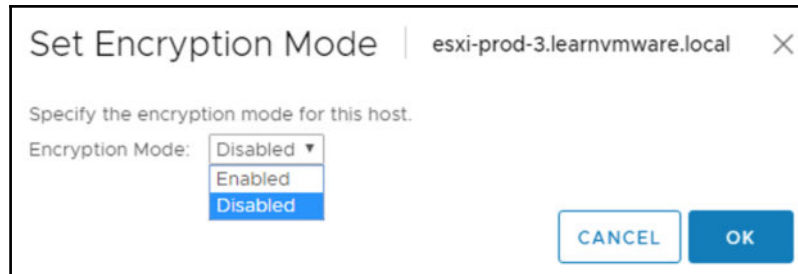 Set Encryption Mode esxi-prod-3.learnvmware.local
Specify the encryption mode for this host.
Encryption Mode: Disabled
Enabled
Disabled
CANCEL OK